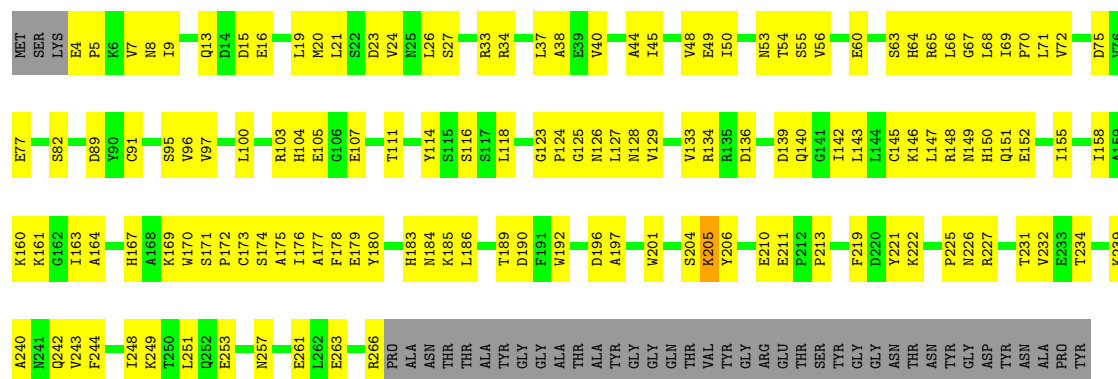 MET SER LYS E4 P5 K6 V7 N8 I9 Q13 D14 D15 E16 L19 M20 L21 S22 D23 V24 N25 L26 S27 R33 R34 L37 A38 E39 V40 A44 I45 V48 E49 I50 N53 T54 S55 V56 E60 S63 H64 R65 L66 G67 L68 I69 P70 L71 V72 D75 V76
E77 S82 D89 Y90 C91 S95 V96 V97 L100 R103 H104 E105 G106 E107 T111 Y114 S115 S116 S117 L118 G123 P124 G125 N126 L127 N128 V129 V133 R134 R135 D136 D139 Q140 G141 I142 L143 L144 C145 K146 L147 R148 N149 H150 Q151 E152 I155 I158 A159
K160 K161 G162 I163 A164 H167 A168 K169 W170 S171 P172 C173 S174 A175 I176 A177 F178 E179 Y180 H183 N184 K185 L186 T189 D190 F191 W192 D196 A197 W201 S204 K205 Y206 E210 E211 P212 P213 F219 D220 Y221 K222 P225 N226 R227 T231 V232 E233 T234 K239
A240 N241 Q242 V243 F244 I248 K249 T250 L251 Q252 E253 N257 E261 L262 E263 R266 PRO ALA ASN THR THR ALA TYR GLY GLY ALA THR ALA TYR GLY GLY GLN THR VAL TYR GLY ARG GLU THR SER TYR GLY GLY ASN THR ASN TYR GLY ASP TYR ASN ALA PRO TYR